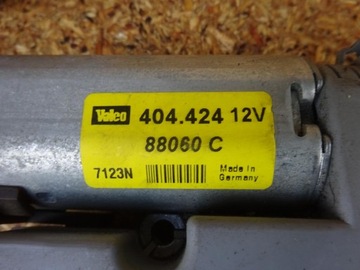 Valeo 404.424 12V
88060 C
7123N Made in Germany